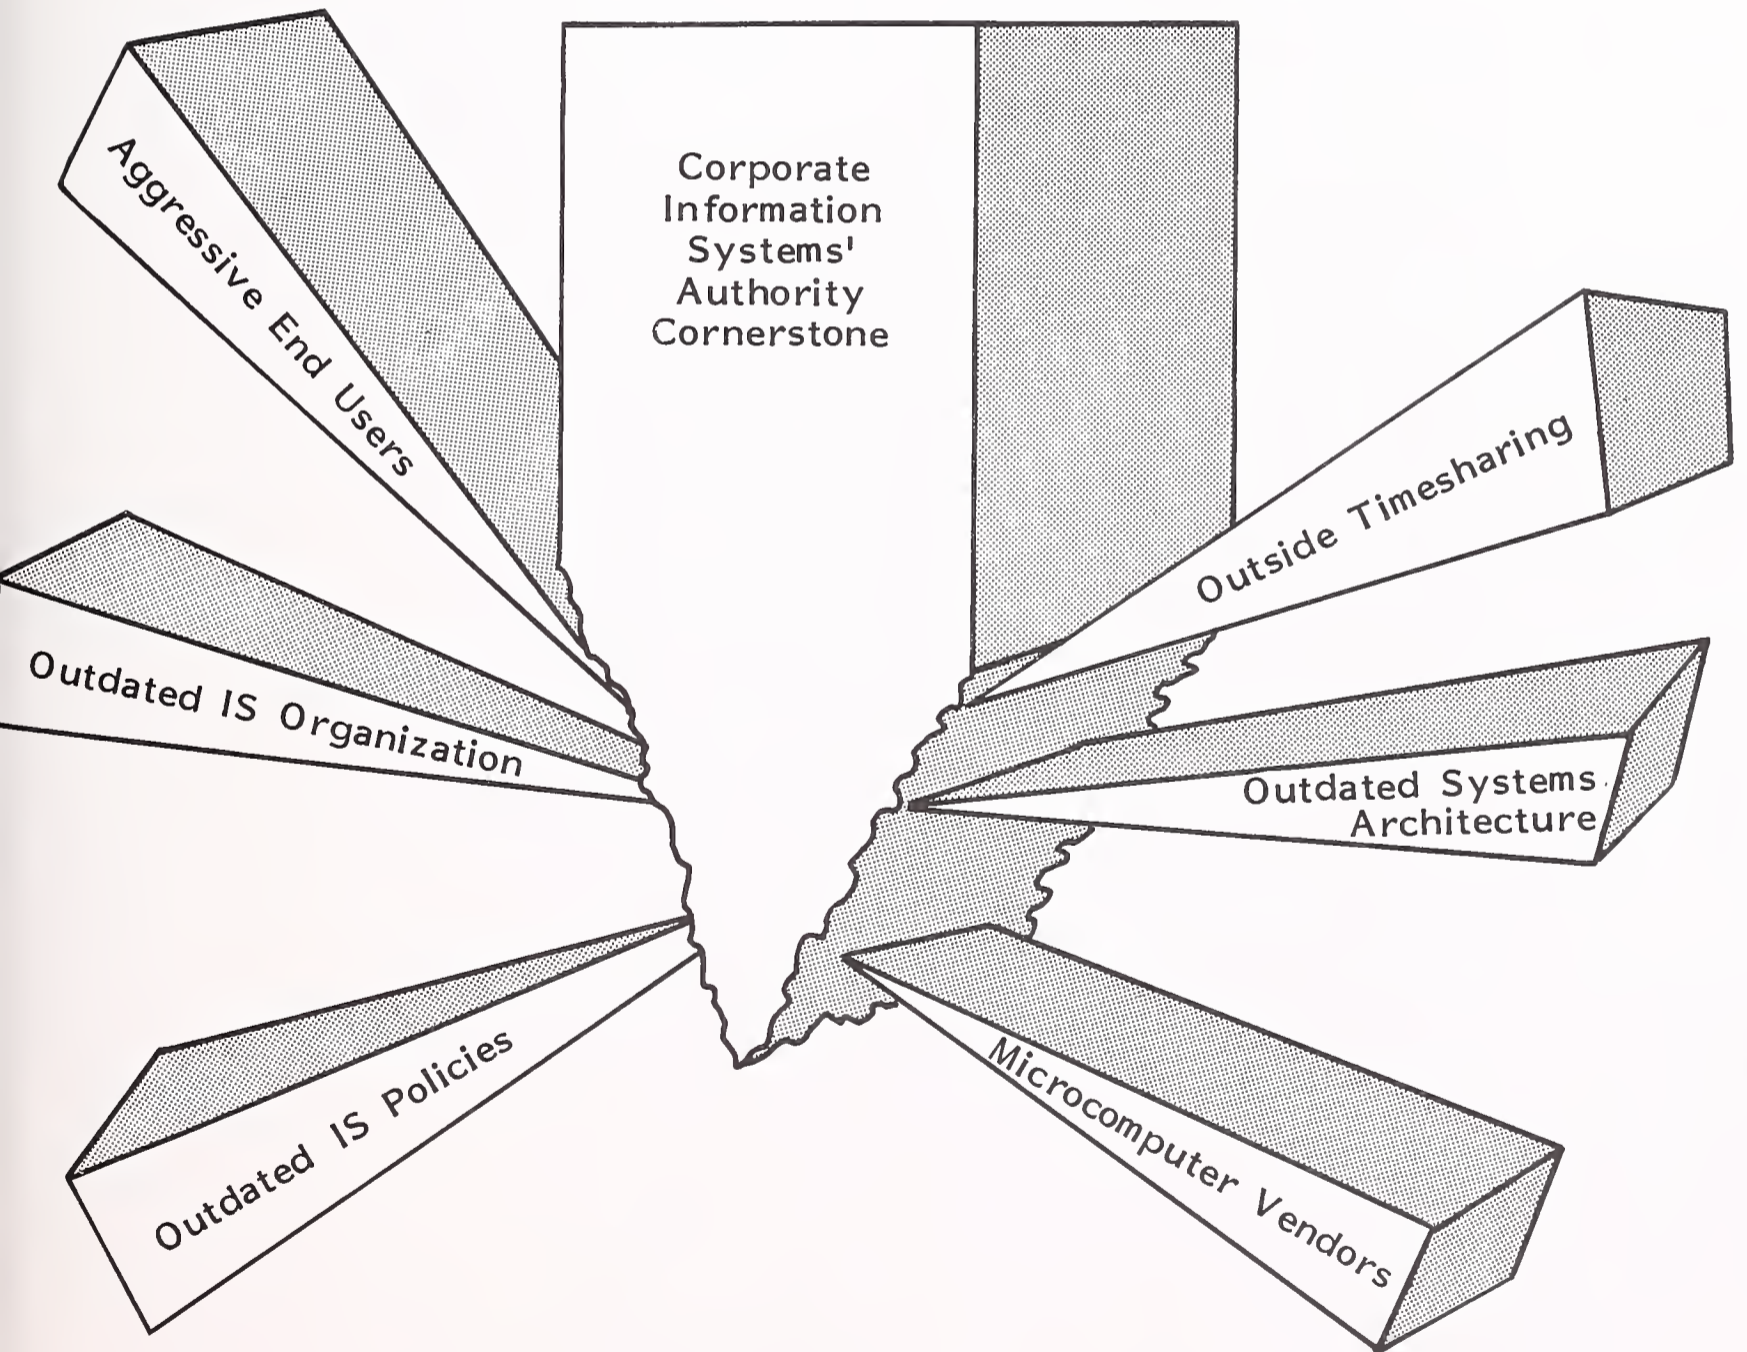 Corporate
Information
Systems'
Authority
Cornerstone
Aggressive End Users
Outdated IS Organization
Outdated IS Policies
Outside Timesharing
Outdated Systems
Architecture
Microcomputer Vendors